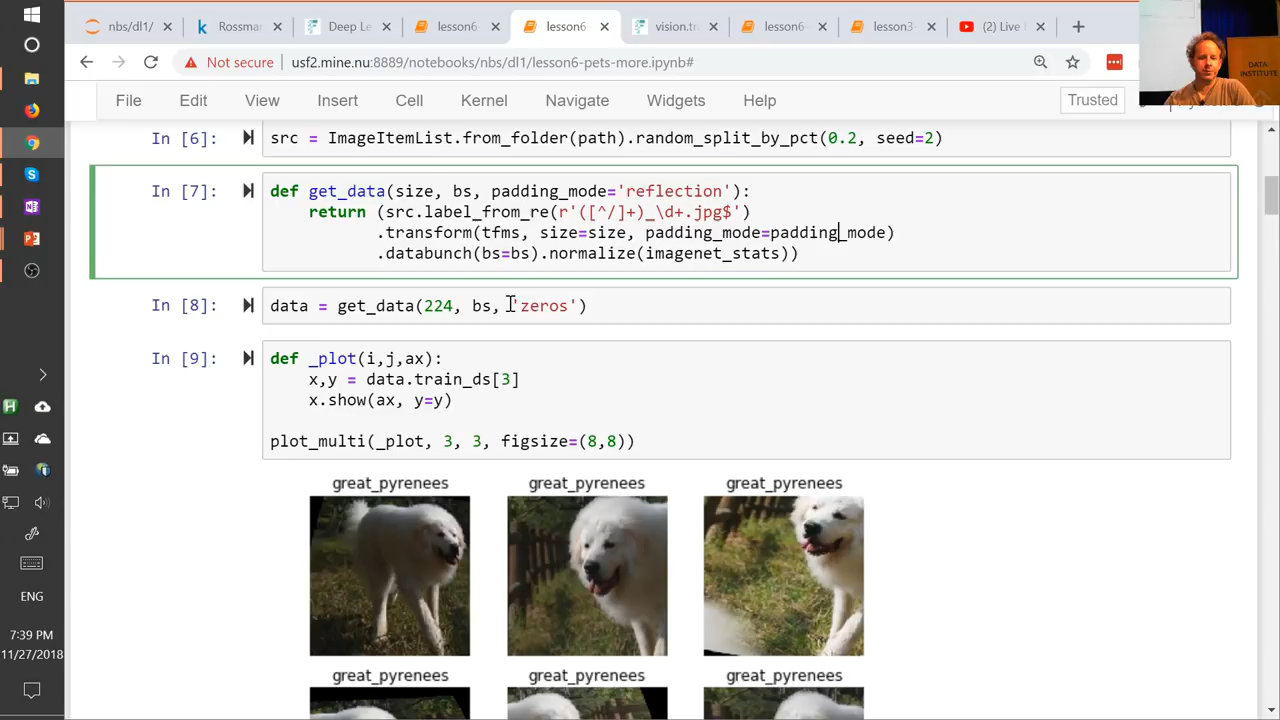 nbs/dl1/
Rossmar
Deep Le
lesson6-
lesson6-
vision.tr
lesson6-
lesson3-
(2) Live
Not secure
usf2.mine.nu:8889/notebooks/nbs/dl1/lesson6-pets-more.ipynb#
DATA
INSTITUTE
File Edit View Insert Cell Kernel Navigate Widgets Help
Trusted
In [6]: src = ImageItemList.from_folder(path).random_split_by_pct(0.2, seed=2)
In [7]: def get_data(size, bs, padding_mode='reflection'):
return (src.label_from_re(r'([^/]+)_\d+.jpg$')
.transform(tfms, size=size, padding_mode=padding_mode)
.databunch(bs=bs).normalize(imagenet_stats))
In [8]: data = get_data(224, bs, 'zeros')
In [9]: def _plot(i,j,ax):
x,y = data.train_ds[3]
x.show(ax, y=y)
plot_multi(_plot, 3, 3, figsize=(8,8))
great_pyrenees great_pyrenees great_pyrenees
great_pyrenees great_pyrenees great_pyrenees
ENG
7:39 PM
11/27/2018